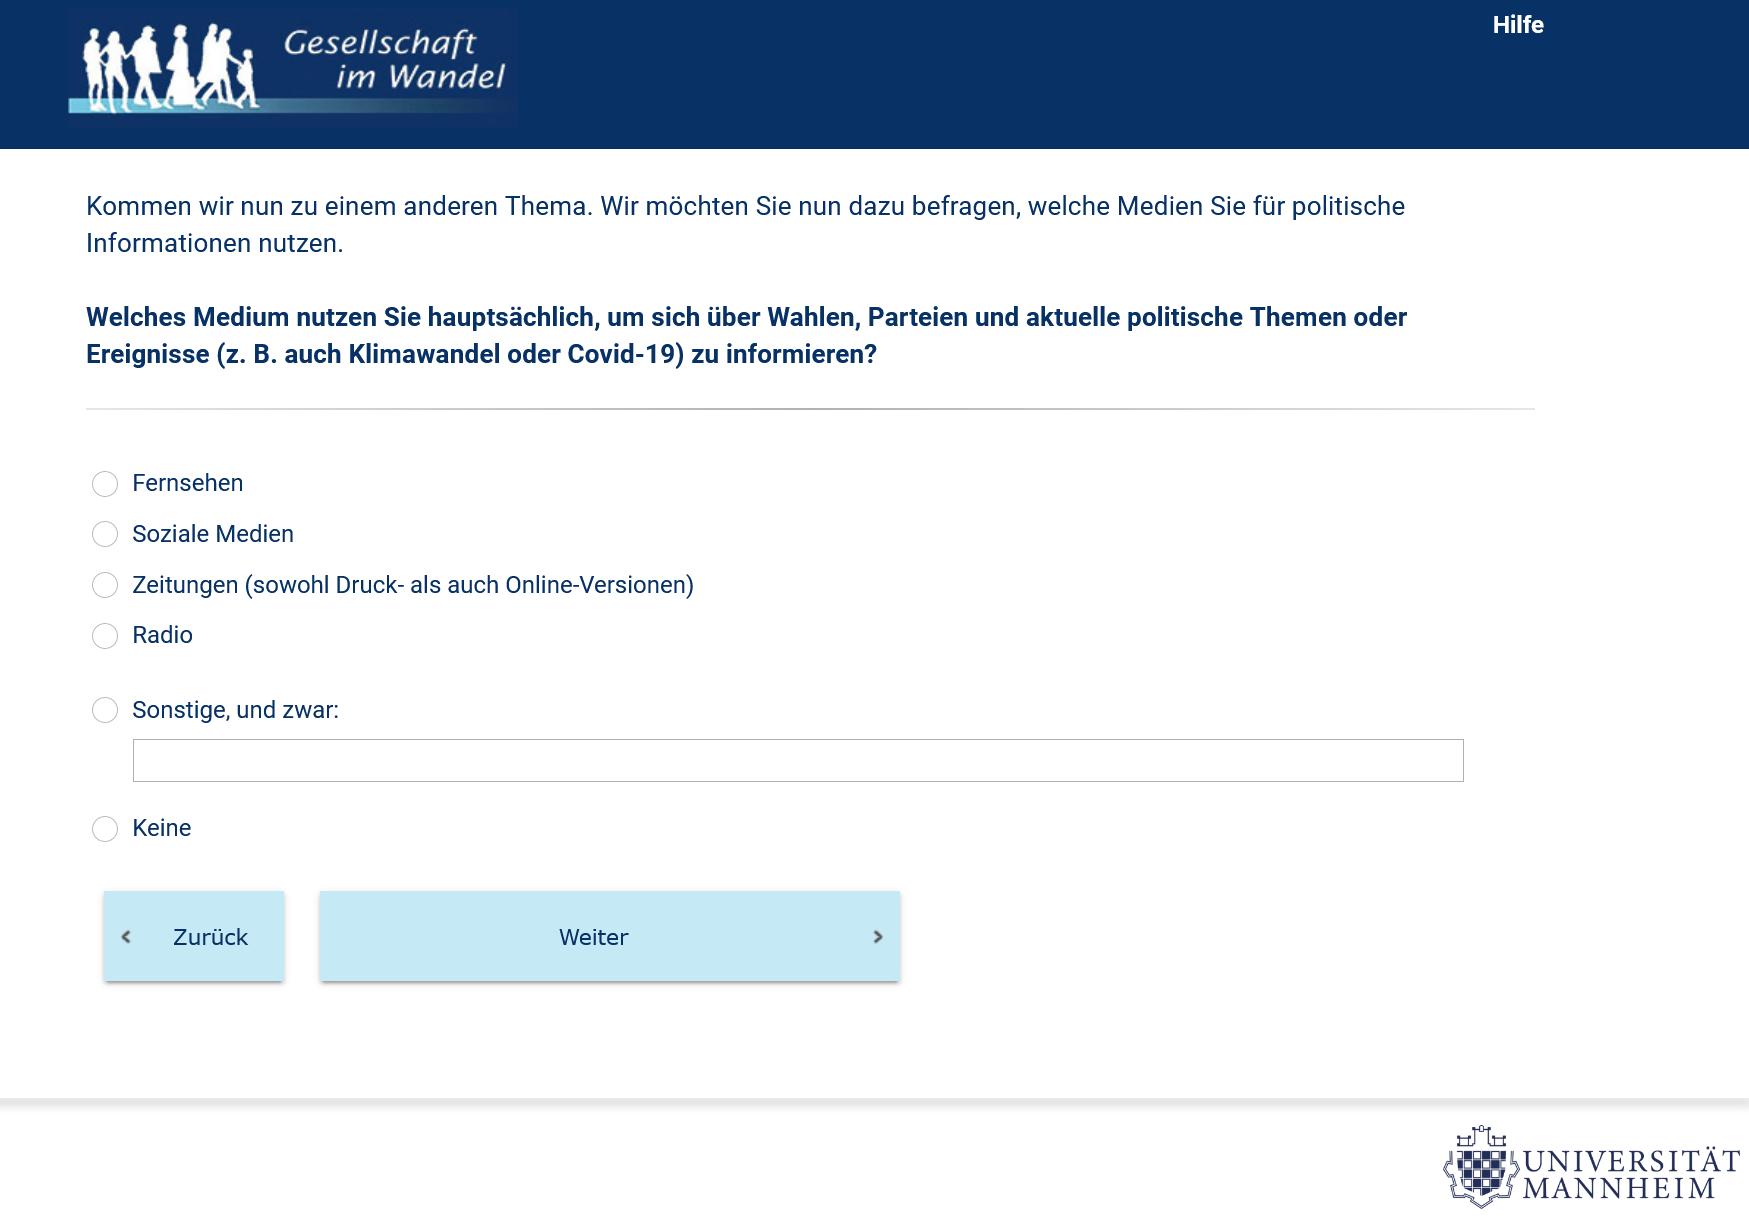 Gesellschaft
im Wandel
Hilfe
Kommen wir nun zu einem anderen Thema. Wir möchten Sie nun dazu befragen, welche Medien Sie für politische
Informationen nutzen.
Welches Medium nutzen Sie hauptsächlich, um sich über Wahlen, Parteien und aktuelle politische Themen oder
Ereignisse (z. B. auch Klimawandel oder Covid-19) zu informieren?
Fernsehen
Soziale Medien
Zeitungen (sowohl Druck- als auch Online-Versionen)
Radio
Sonstige, und zwar:
Keine
Zurück
Weiter
UNIVERSITÄT
MANNHEIM